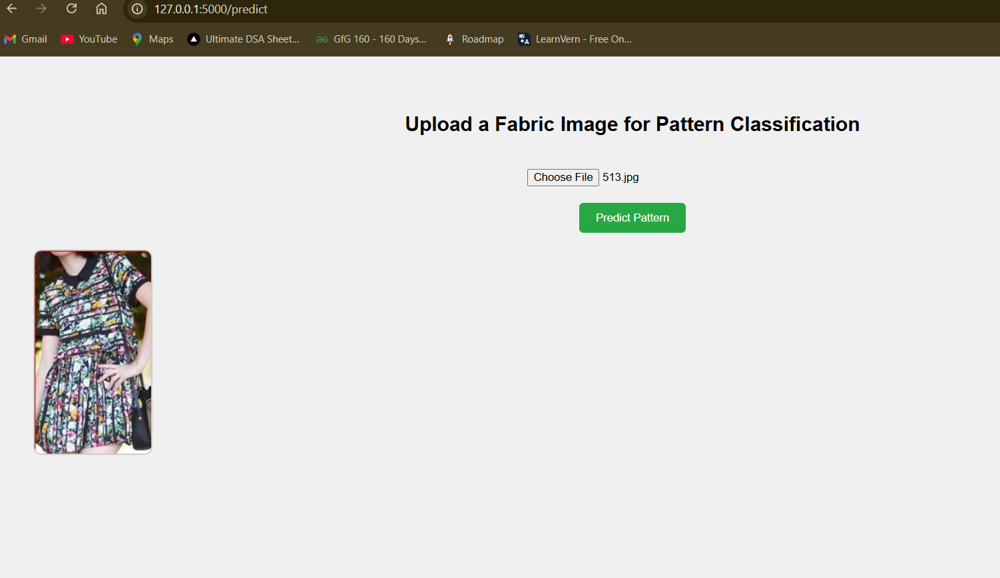 127.0.0.1:5000/predict
Gmail YouTube Maps Ultimate DSA Sheet... GfG 160 - 160 Days... Roadmap LearnVern - Free On...
Upload a Fabric Image for Pattern Classification
Choose File 513.jpg
Predict Pattern